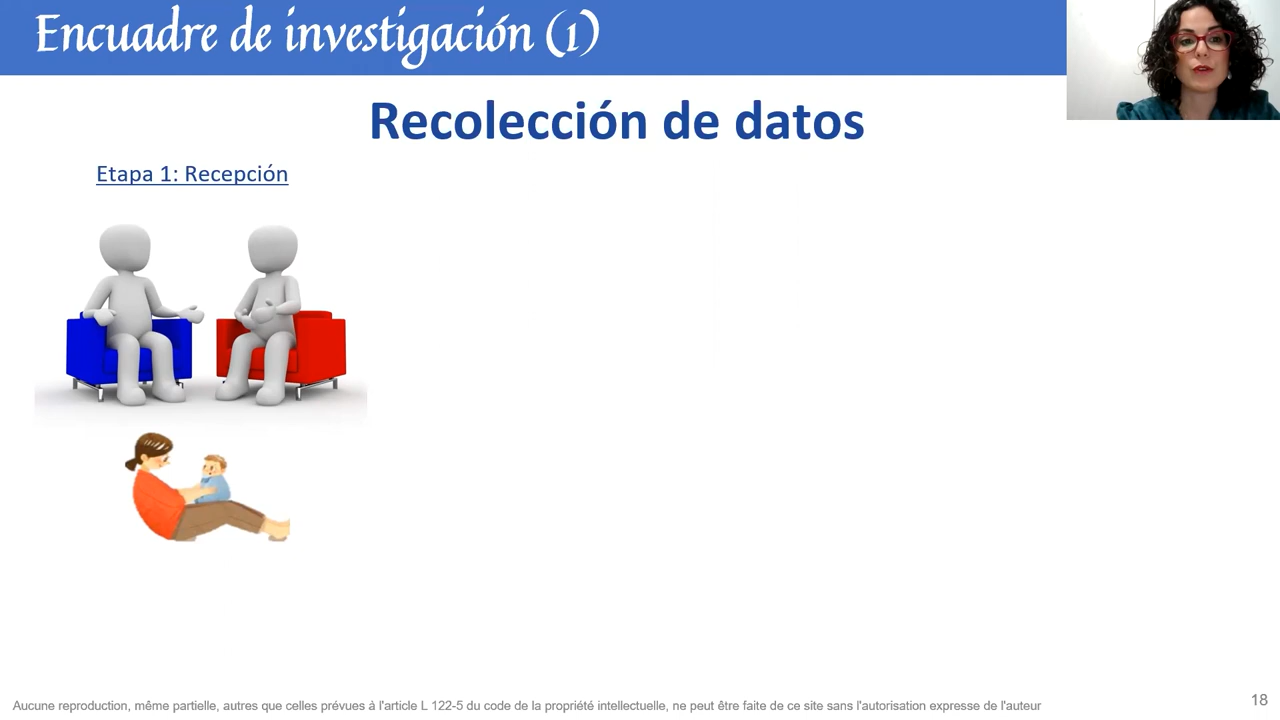 Encuadre de investigación (1)
Recolección de datos
Etapa 1: Recepción
Aucune reproduction, même partielle, autres que celles prévues à l'article L 122-5 du code de la propriété intellectuelle, ne peut être faite de ce site sans l'autorisation expresse de l'auteur
18